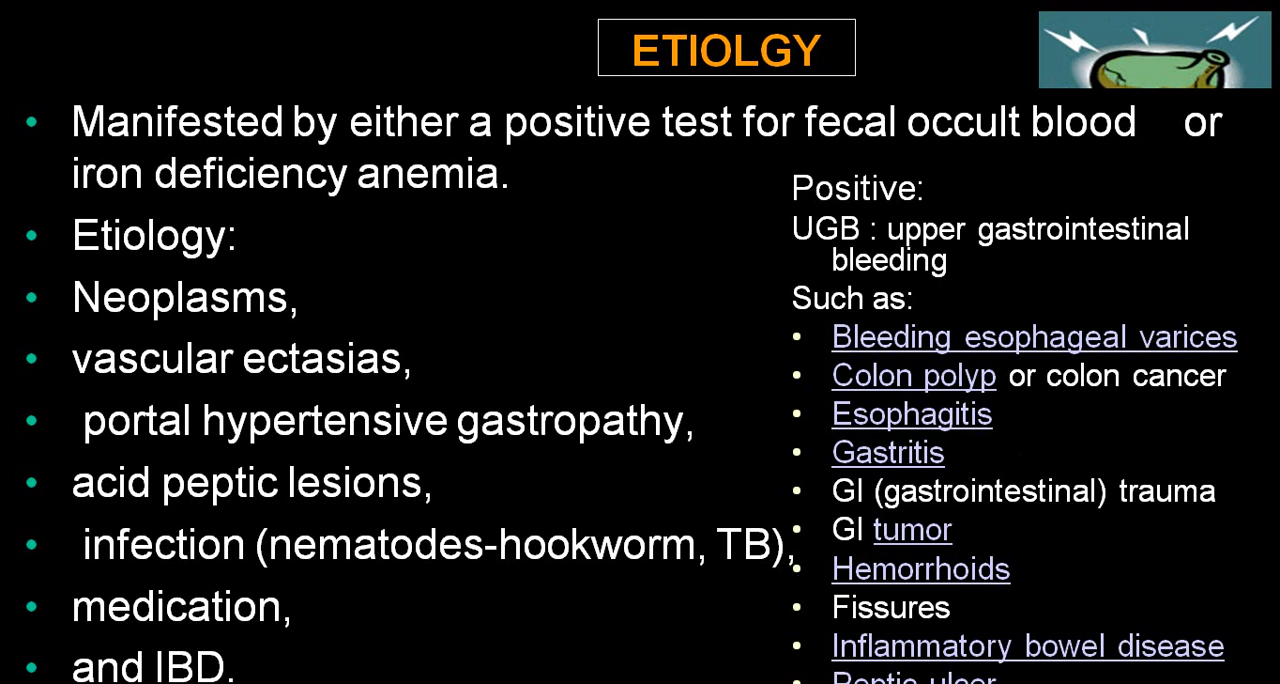 ETIOLGY
• Manifested by either a positive test for fecal occult blood or
iron deficiency anemia.
• Etiology:
• Neoplasms,
• vascular ectasias,
• portal hypertensive gastropathy,
• acid peptic lesions,
• infection (nematodes-hookworm, TB),
• medication,
• and IBD.
Positive:
UGB : upper gastrointestinal
bleeding
Such as:
• Bleeding esophageal varices
• Colon polyp or colon cancer
• Esophagitis
• Gastritis
• GI (gastrointestinal) trauma
• GI tumor
• Hemorrhoids
• Fissures
• Inflammatory bowel disease
• Peptic ulcer